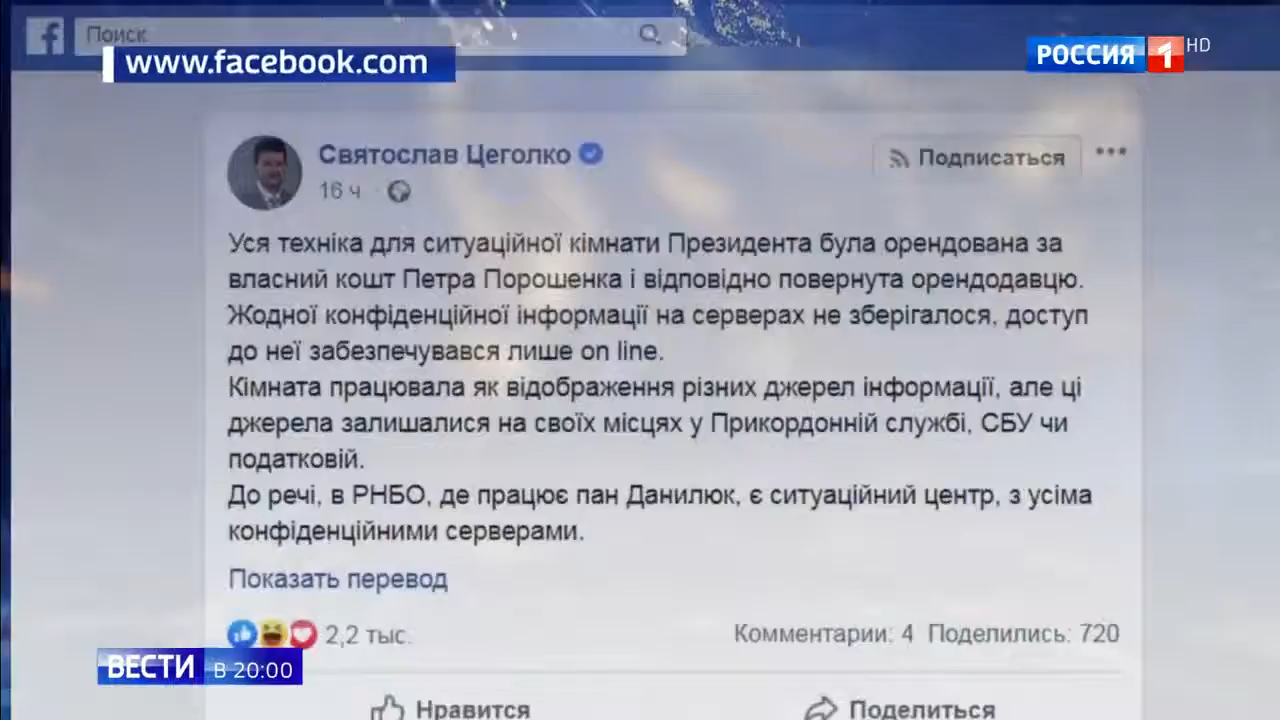 Поиск
www.facebook.com
РОССИЯ 1 HD
Святослав Цеголко
Подписаться
16 ч
Уся техніка для ситуаційної кімнати Президента була орендована за
власний кошт Петра Порошенка і відповідно повернута орендодавцю.
Жодної конфіденційної інформації на серверах не зберігалося, доступ
до неї забезпечувався лише on line.
Кімната працювала як відображення різних джерел інформації, але ці
джерела залишалися на своїх місцях у Прикордонній службі, СБУ чи
податковій.
До речі, в РНБО, де працює пан Данилюк, є ситуаційний центр, з усіма
конфіденційними серверами.
Показать перевод
2,2 тыс.
Комментарии: 4 Поделились: 720
ВЕСТИ В 20:00
Нравится
Поделиться